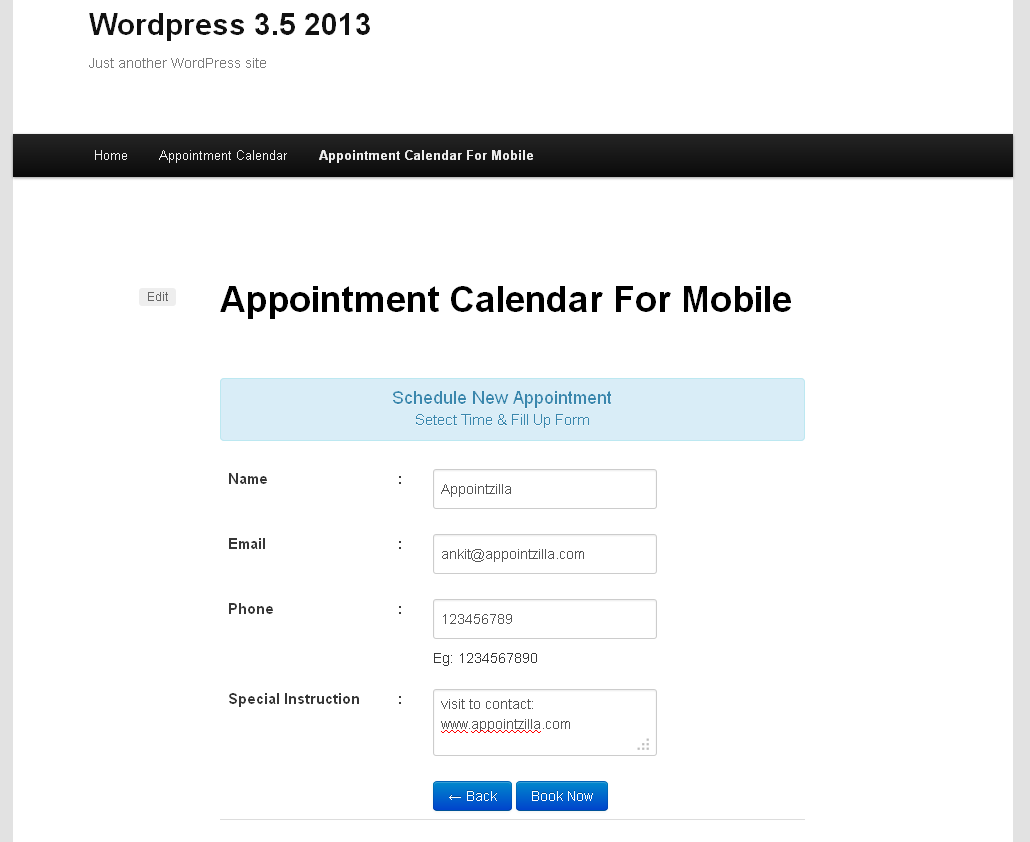 Wordpress 3.5 2013
Just another WordPress site
Home Appointment Calendar Appointment Calendar For Mobile
Edit
Appointment Calendar For Mobile
Schedule New Appointment
Setect Time & Fill Up Form
Name : Appointzilla
Email : ankit@appointzilla.com
Phone : 123456789
Eg: 1234567890
Special Instruction : visit to contact:
www.appointzilla.com
← Back Book Now